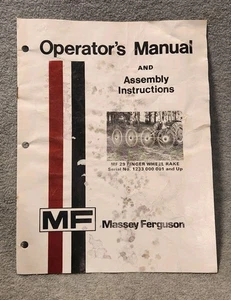 Operator's Manual
AND
Assembly
Instructions
MF 29 FINGER WHEEL RAKE
Serial No. 1223 000 001 and Up
MF
Massey Ferguson